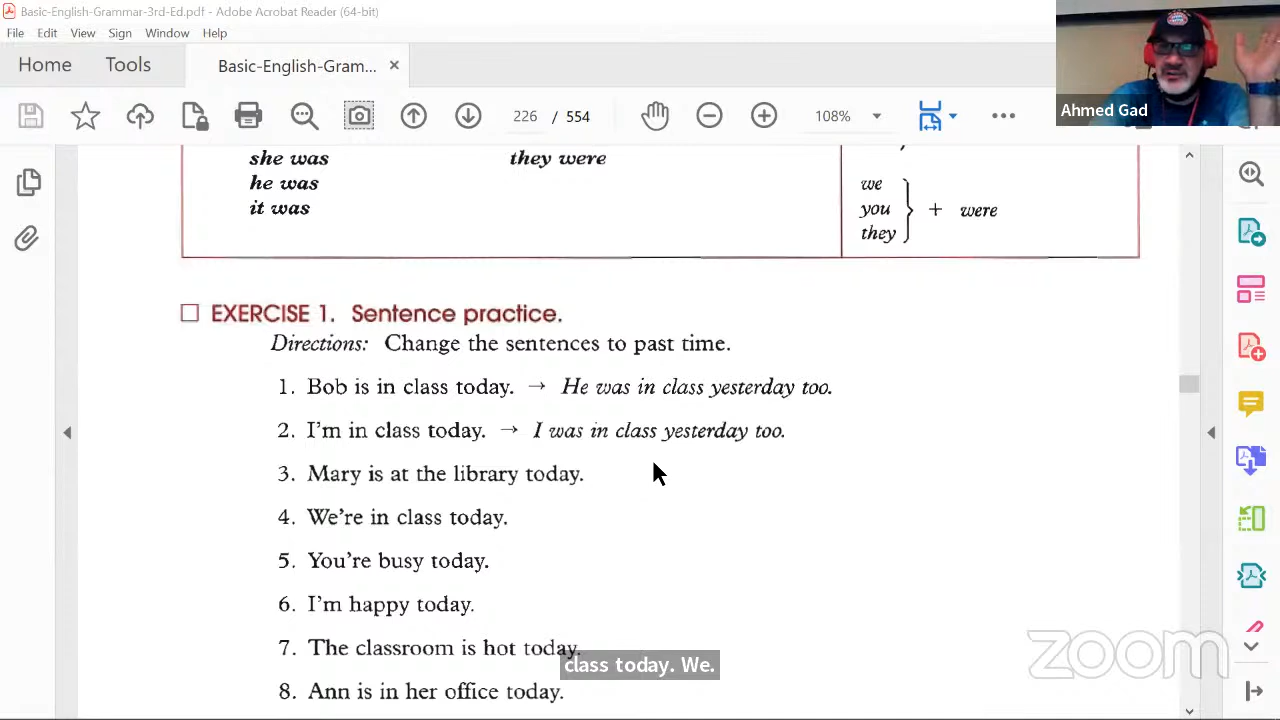 Basic-English-Grammar-3rd-Ed.pdf - Adobe Acrobat Reader (64-bit)
File Edit View Sign Window Help
Home Tools Basic-English-Gram... ×
226 / 554 108%
Ahmed Gad
she was they were
he was
it was
we
you + were
they
EXERCISE 1. Sentence practice.
Directions: Change the sentences to past time.
1. Bob is in class today. → He was in class yesterday too.
2. I'm in class today. → I was in class yesterday too.
3. Mary is at the library today.
4. We're in class today.
5. You're busy today.
6. I'm happy today.
7. The classroom is hot today.
class today. We.
8. Ann is in her office today.
zoom